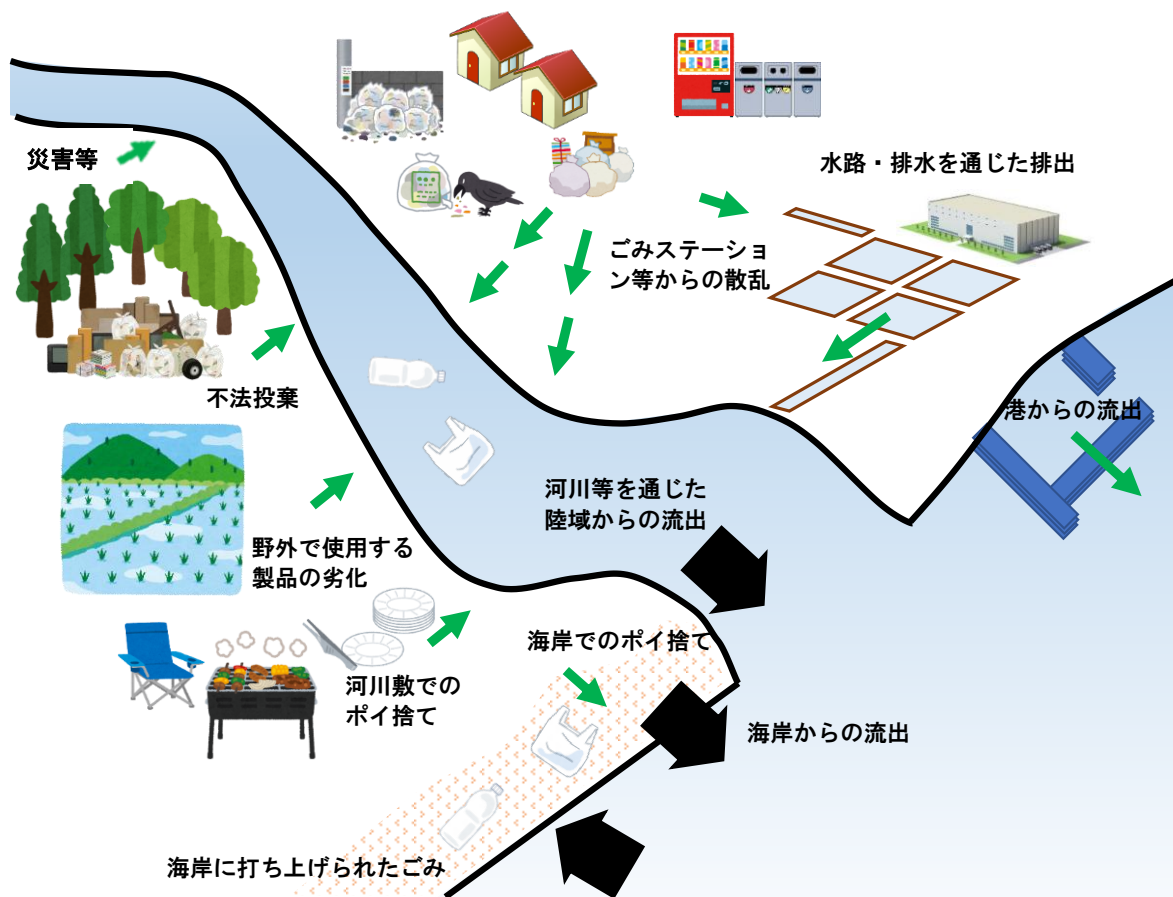 災害等
水路・排水を通じた排出
ごみステーショ
ン等からの散乱
不法投棄
港からの流出
河川等を通じた
陸域からの流出
野外で使用する
製品の劣化
海岸でのポイ捨て
河川敷での
ポイ捨て
海岸からの流出
海岸に打ち上げられたごみ